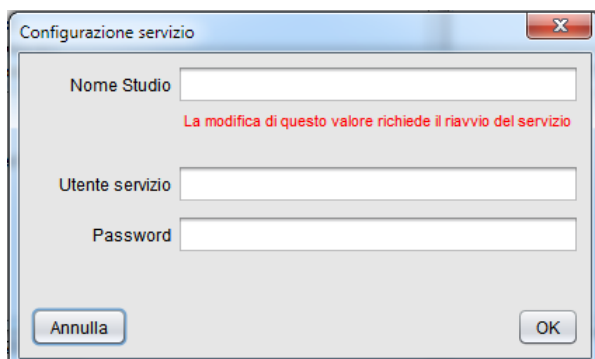 Configurazione servizio
Nome Studio
La modifica di questo valore richiede il riavvio del servizio
Utente servizio
Password
Annulla
OK